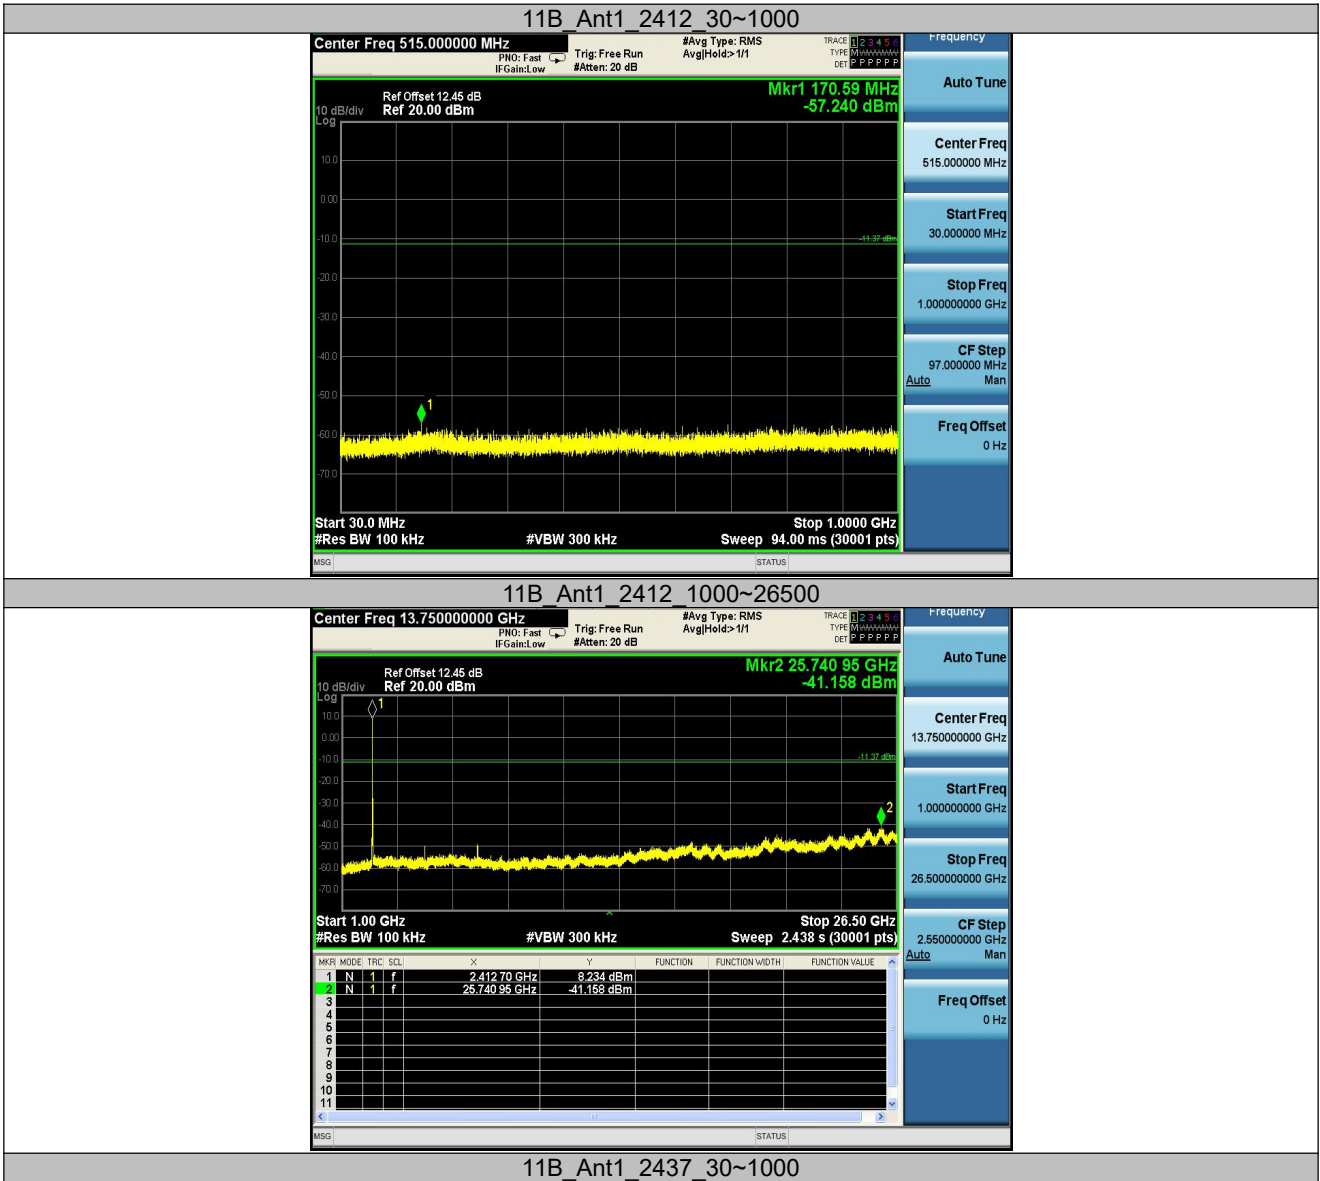 11B_Ant1_2412_30~1000
Center Freq 515.000000 MHz
PNO: Fast
IFGain:Low
Trig: Free Run
#Atten: 20 dB
#Avg Type: RMS
Avg|Hold:>1/1
TRACE 1 2 3 4 5 6
TYPE M
DET P P P P P P
Frequency
Mkr1 170.59 MHz
-57.240 dBm
Ref Offset 12.45 dB
Ref 20.00 dBm
10 dB/div
Log
10.0
0.00
-10.0
-20.0
-30.0
-40.0
-50.0
-60.0
-70.0
-11.37 dBm
1
Start 30.0 MHz
Stop 1.0000 GHz
#Res BW 100 kHz
#VBW 300 kHz
Sweep 94.00 ms (30001 pts)
MSG
STATUS
Auto Tune
Center Freq
515.000000 MHz
Start Freq
30.000000 MHz
Stop Freq
1.000000000 GHz
CF Step
97.000000 MHz
Auto Man
Freq Offset
0 Hz
11B_Ant1_2412_1000~26500
Center Freq 13.750000000 GHz
PNO: Fast
IFGain:Low
Trig: Free Run
#Atten: 20 dB
#Avg Type: RMS
Avg|Hold:>1/1
TRACE 1 2 3 4 5 6
TYPE M
DET P P P P P P
Frequency
Mkr2 25.740 95 GHz
-41.158 dBm
Ref Offset 12.45 dB
Ref 20.00 dBm
10 dB/div
Log
10.0
0.00
-10.0
-20.0
-30.0
-40.0
-50.0
-60.0
-70.0
-11.37 dBm
1
2
Start 1.00 GHz
Stop 26.50 GHz
#Res BW 100 kHz
#VBW 300 kHz
Sweep 2.438 s (30001 pts)
MKR MODE TRC SCL X Y FUNCTION FUNCTION WIDTH FUNCTION VALUE
1 N 1 f 2.412 70 GHz 8.234 dBm
2 N 1 f 25.740 95 GHz -41.158 dBm
3
4
5
6
7
8
9
10
11
MSG
STATUS
Auto Tune
Center Freq
13.750000000 GHz
Start Freq
1.000000000 GHz
Stop Freq
26.500000000 GHz
CF Step
2.550000000 GHz
Auto Man
Freq Offset
0 Hz
11B_Ant1_2437_30~1000